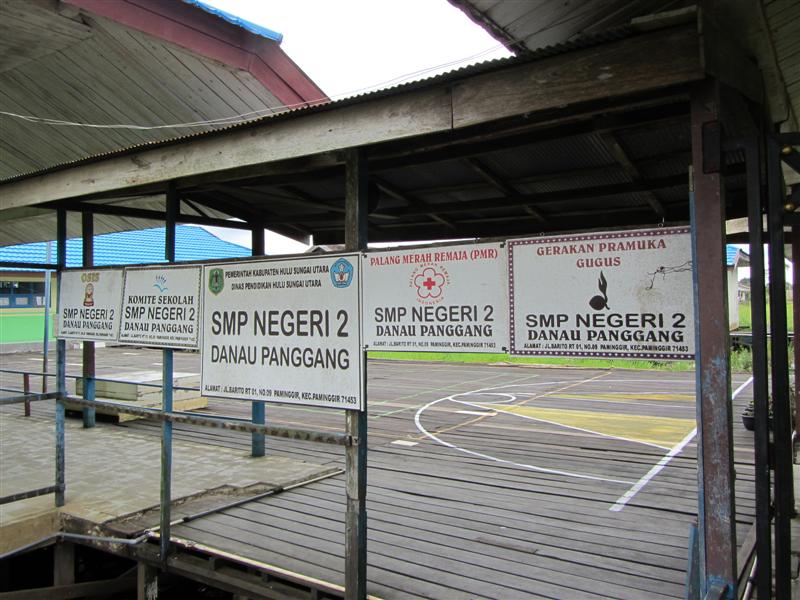 OSIS
SMP NEGERI 2
DANAU PANGGANG
KOMITE SEKOLAH
SMP NEGERI 2
DANAU PANGGANG
PEMERINTAH KABUPATEN HULU SUNGAI UTARA
DINAS PENDIDIKAN HULU SUNGAI UTARA
SMP NEGERI 2
DANAU PANGGANG
ALAMAT : JL.BARITO RT 01, NO.09 PAMINGGIR, KEC.PAMINGGIR 71453
PALANG MERAH REMAJA (PMR)
PALANG MERAH REMAJA
INDONESIA
SMP NEGERI 2
DANAU PANGGANG
ALAMAT : JL.BARITO RT 01, NO.09 PAMINGGIR, KEC.PAMINGGIR 71453
GERAKAN PRAMUKA
GUGUS
SMP NEGERI 2
DANAU PANGGANG
ALAMAT : JL.BARITO RT 01, NO.09 PAMINGGIR, KEC.PAMINGGIR 71453